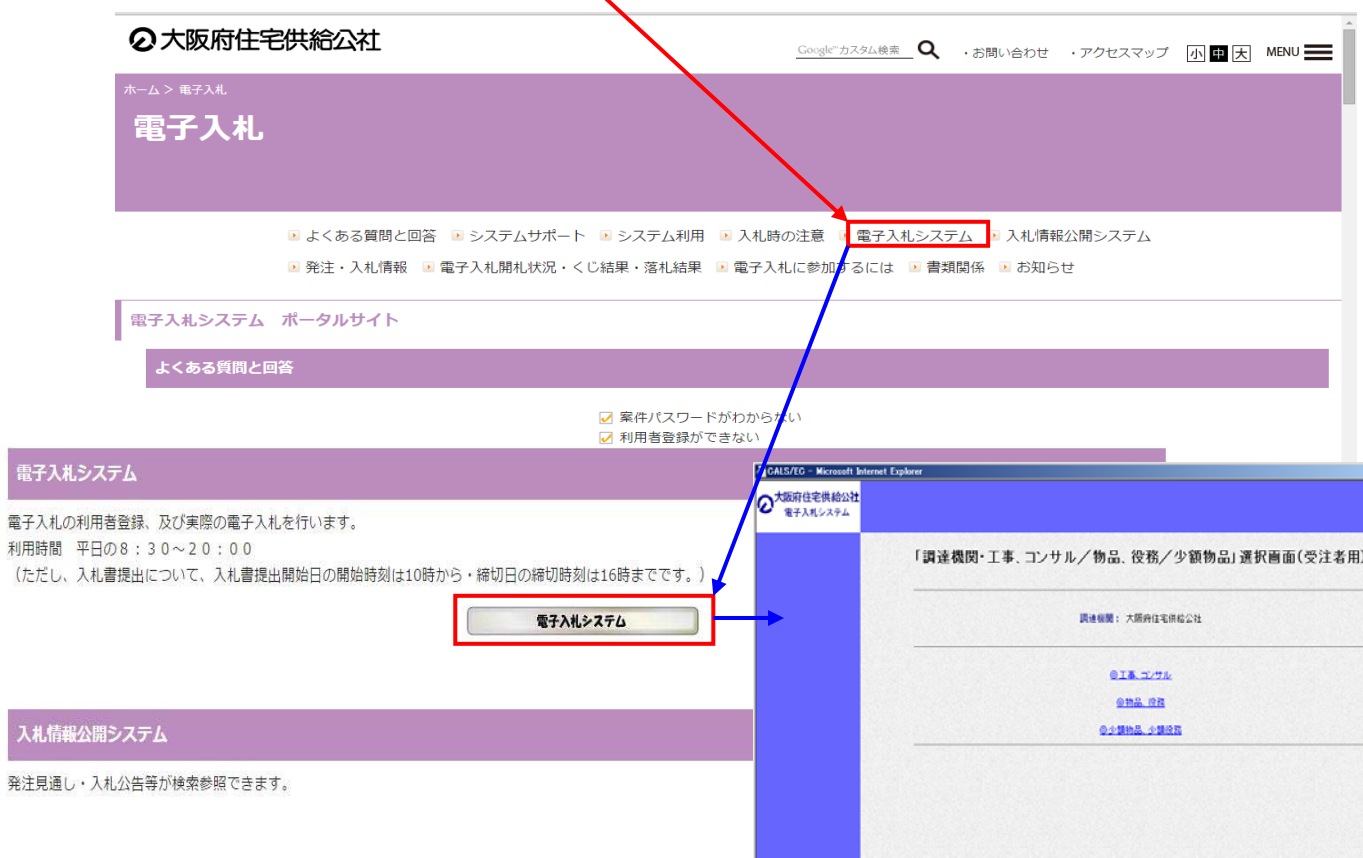 大阪府住宅供給公社
Google™カスタム検索
・お問い合わせ ・アクセスマップ 小 中 大 MENU
ホーム > 電子入札
電子入札
よくある質問と回答 システムサポート システム利用 入札時の注意 電子入札システム 入札情報公開システム
発注・入札情報 電子入札開札状況・くじ結果・落札結果 電子入札に参加するには 書類関係 お知らせ
電子入札システム ポータルサイト
よくある質問と回答
案件パスワードがわからない
利用者登録ができない
電子入札システム
電子入札の利用者登録、及び実際の電子入札を行います。
利用時間 平日の8:30~20:00
(ただし、入札書提出について、入札書提出開始日の開始時刻は10時から・締切日の締切時刻は16時までです。)
電子入札システム
入札情報公開システム
発注見通し・入札公告等が検索参照できます。
CALS/EC - Microsoft Internet Explorer
大阪府住宅供給公社
電子入札システム
「調達機関・工事、コンサル/物品、役務/少額物品」選択画面(受注者用)
調達機関: 大阪府住宅供給公社
◎工事、コンサル
◎物品、役務
◎少額物品、少額役務